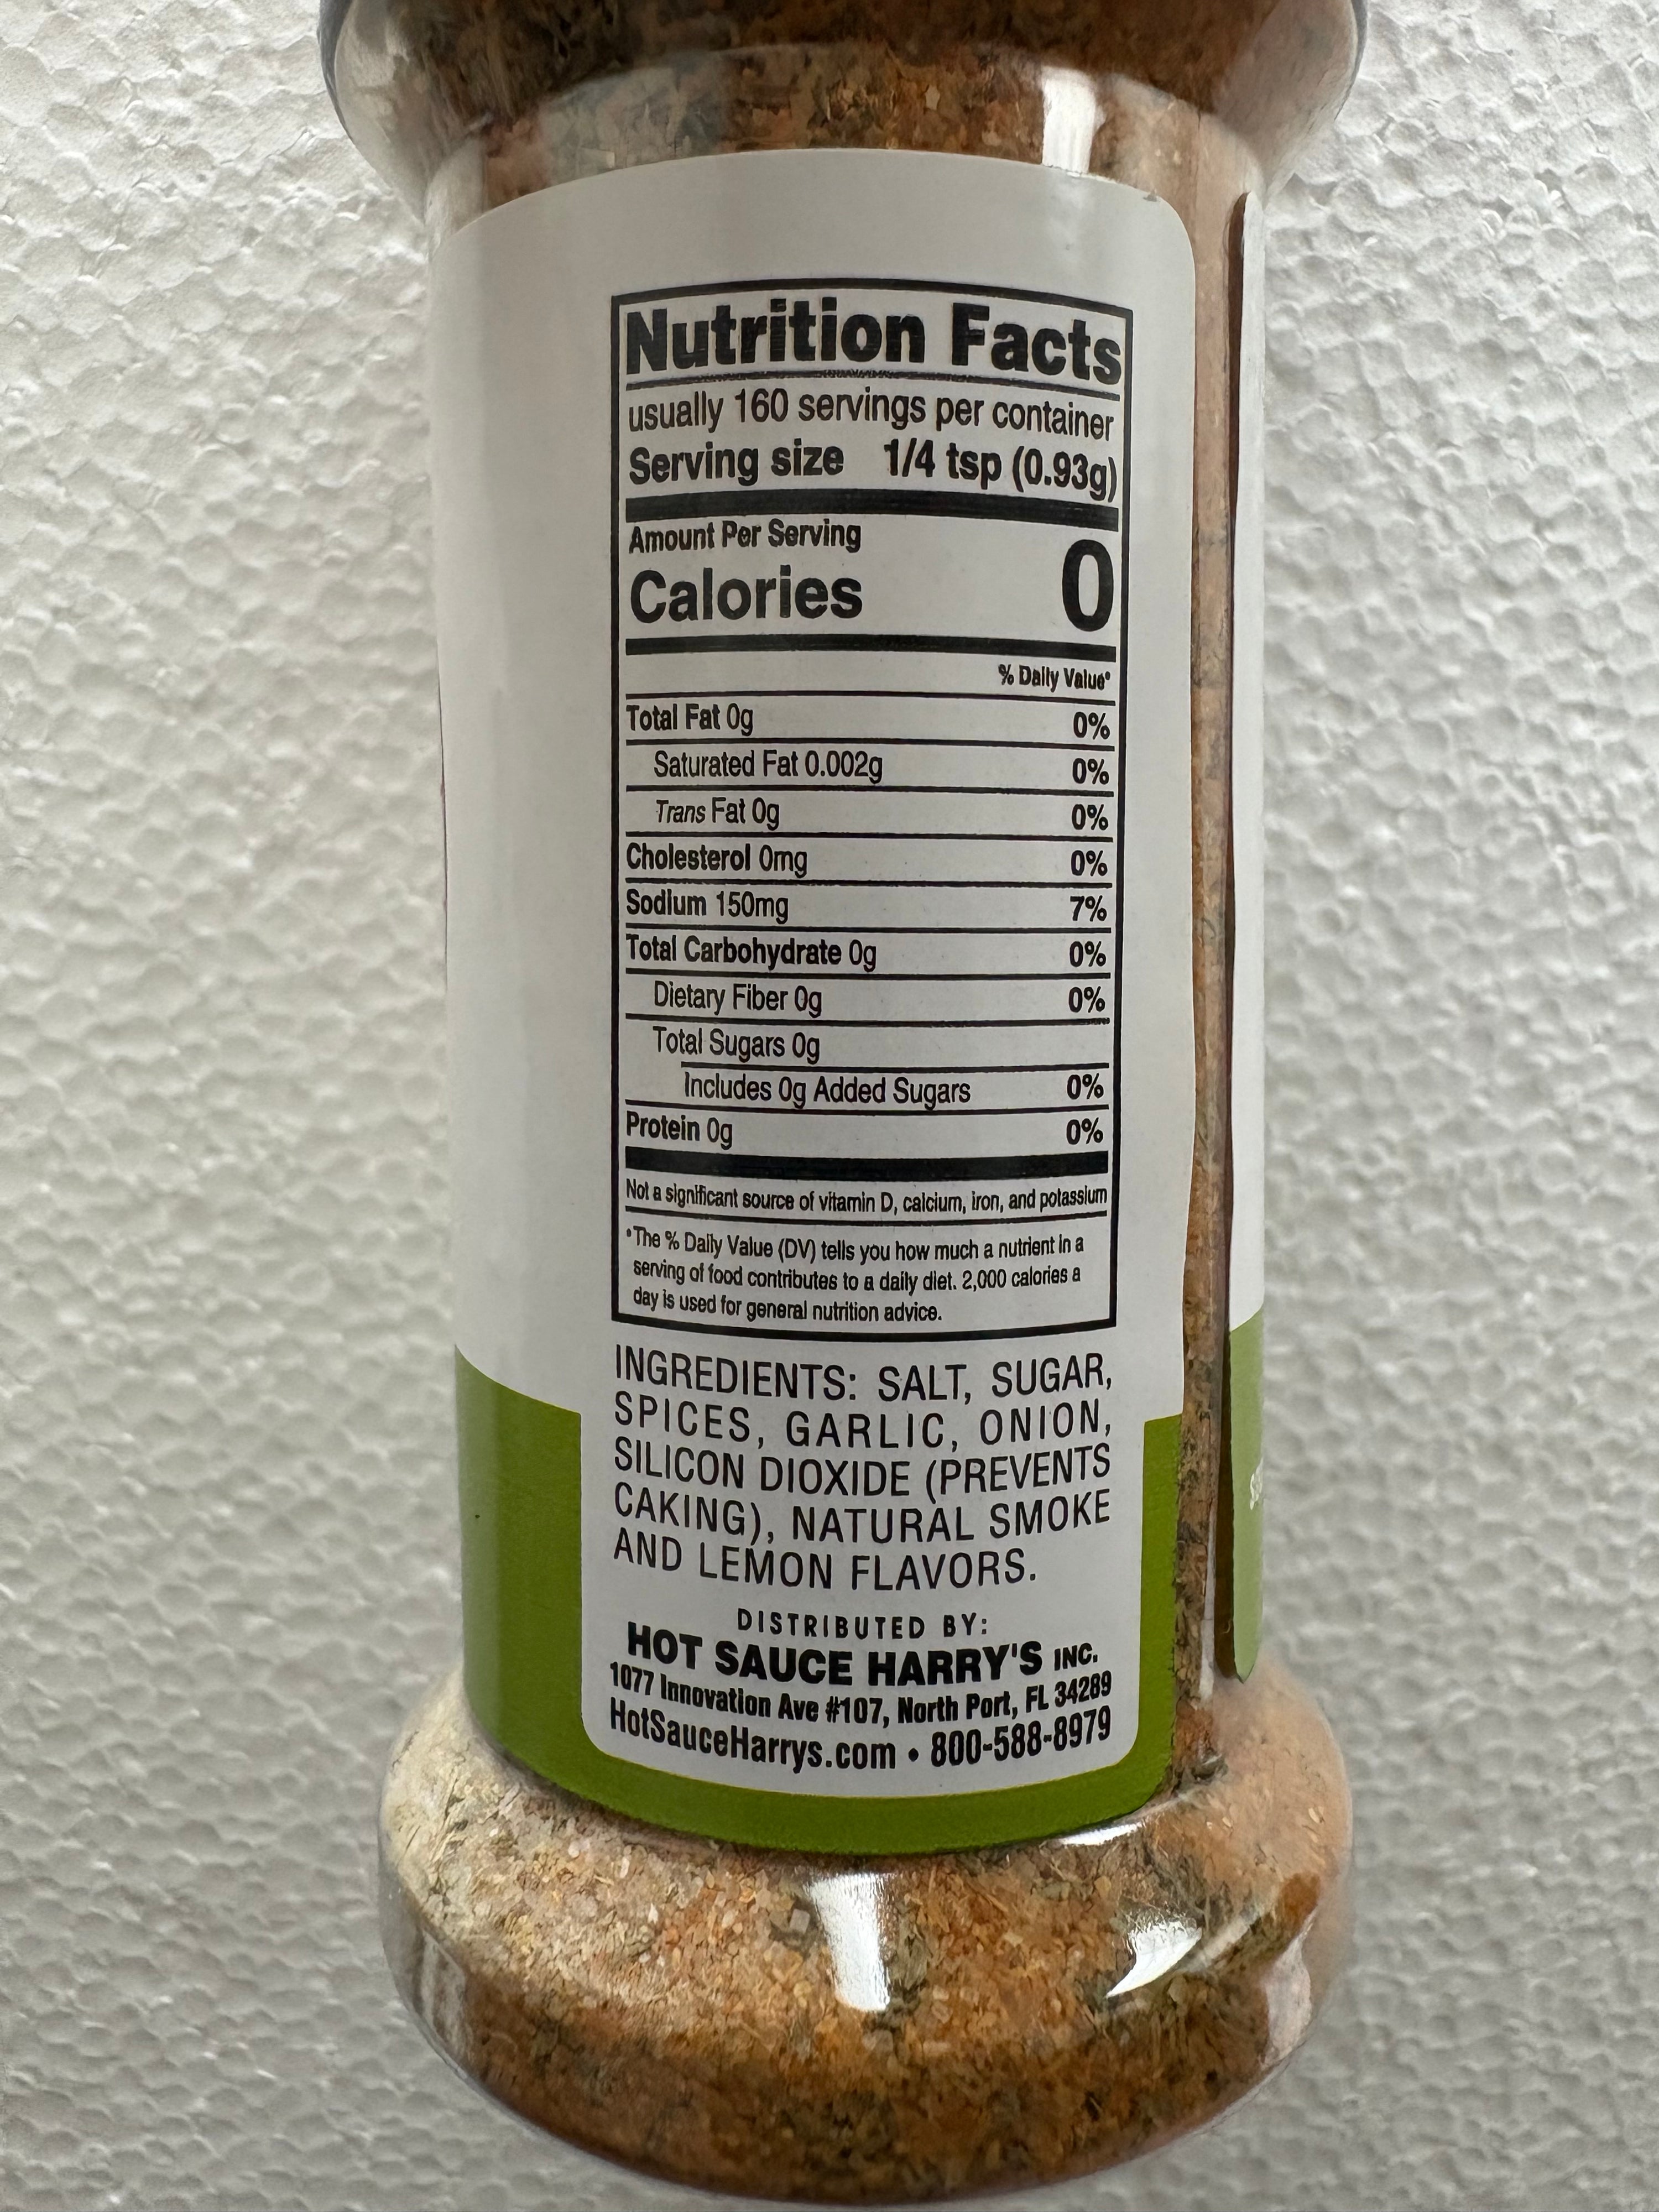 Nutrition Facts
usually 160 servings per container
Serving size 1/4 tsp (0.93g)
Amount Per Serving
Calories 0
% Daily Value*
Total Fat 0g 0%
Saturated Fat 0.002g 0%
Trans Fat 0g 0%
Cholesterol 0mg 0%
Sodium 150mg 7%
Total Carbohydrate 0g 0%
Dietary Fiber 0g 0%
Total Sugars 0g
Includes 0g Added Sugars 0%
Protein 0g 0%
Not a significant source of vitamin D, calcium, iron, and potassium
*The % Daily Value (DV) tells you how much a nutrient in a
serving of food contributes to a daily diet. 2,000 calories a
day is used for general nutrition advice.
INGREDIENTS: SALT, SUGAR,
SPICES, GARLIC, ONION,
SILICON DIOXIDE (PREVENTS
CAKING), NATURAL SMOKE
AND LEMON FLAVORS.
DISTRIBUTED BY:
HOT SAUCE HARRY'S INC.
1077 Innovation Ave #107, North Port, FL 34289
HotSauceHarrys.com • 800-588-8979